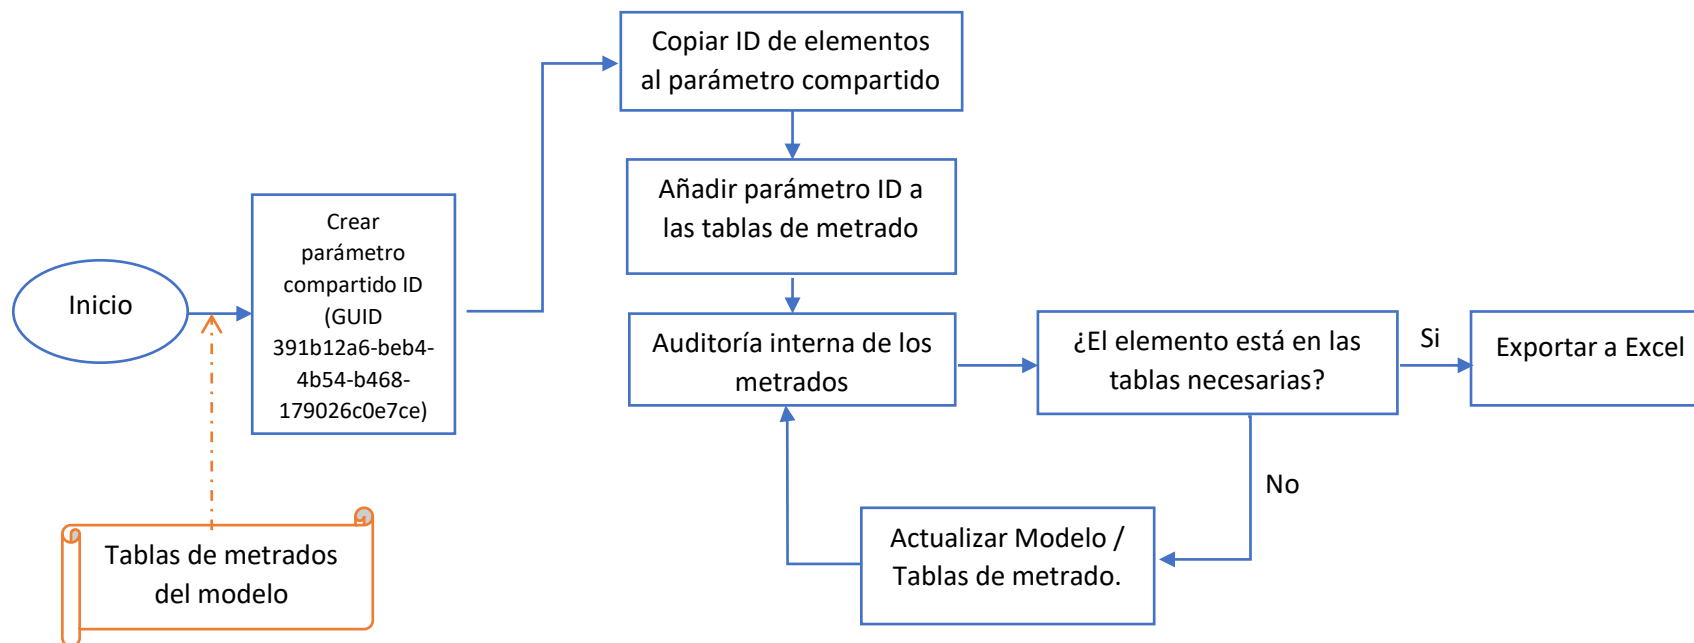 Copiar ID de elementos
al parámetro compartido
Añadir parámetro ID a
las tablas de metrado
Crear
parámetro
compartido ID
(GUID
391b12a6-beb4-
4b54-b468-
179026c0e7ce)
Inicio
Auditoría interna de los
metrados
¿El elemento está en las
tablas necesarias?
Si
Exportar a Excel
No
Actualizar Modelo /
Tablas de metrado.
Tablas de metrados
del modelo